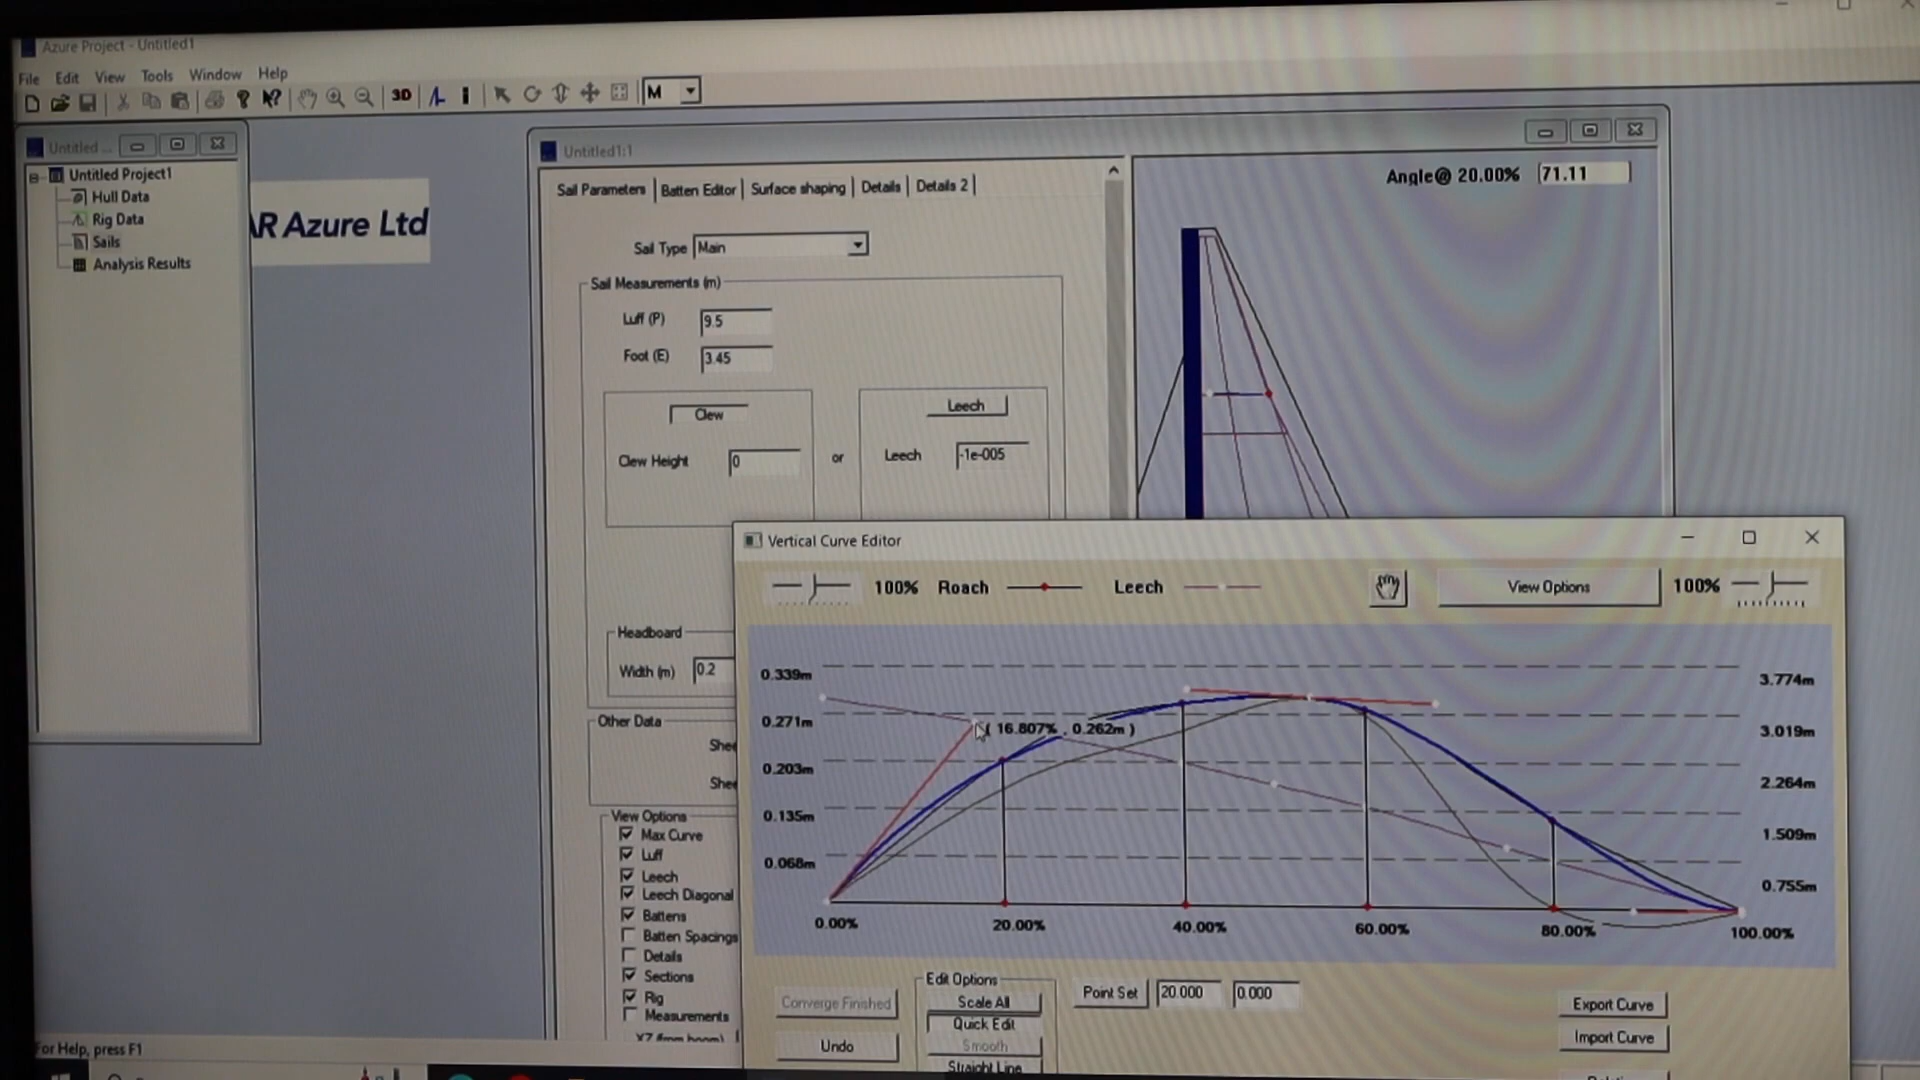 Azure Project - Untitled1
File Edit View Tools Window Help
3D M
Untitled ...
Untitled Project1
Hull Data
Rig Data
Sails
Analysis Results
AR Azure Ltd
Untitled1:1
Sail Parameters Batten Editor Surface shaping Details Details 2
Angle@ 20.00% 71.11
Sail Type Main
Sail Measurements (m)
Luff (P) 9.5
Foot (E) 3.45
Clew Leech
Clew Height 0 or Leech -1e-005
Headboard
Width (m) 0.2
Other Data
Shee
Shee
View Options
Max Curve
Luff
Leech
Leech Diagonal
Battens
Batten Spacings
Details
Sections
Rig
Measurements
Vertical Curve Editor
100% Roach Leech View Options 100%
0.339m 3.774m
0.271m 3.019m
0.203m 2.264m
0.135m 1.509m
0.068m 0.755m
( 16.807% , 0.262m )
0.00% 20.00% 40.00% 60.00% 80.00% 100.00%
Converge Finished
Undo
Edit Options
Scale All
Quick Edit
Smooth
Straight Line
Point Set 20.000 0.000
Export Curve
Import Curve
For Help, press F1